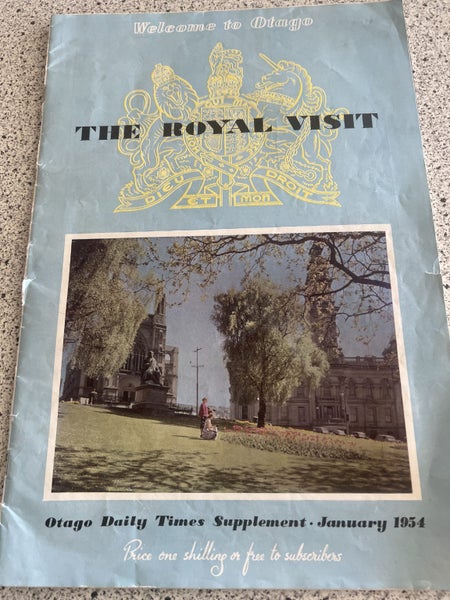 Welcome to Otago
THE ROYAL VISIT
DIEU ET MON DROIT
Otago Daily Times Supplement · January 1954
Price one shilling or free to subscribers